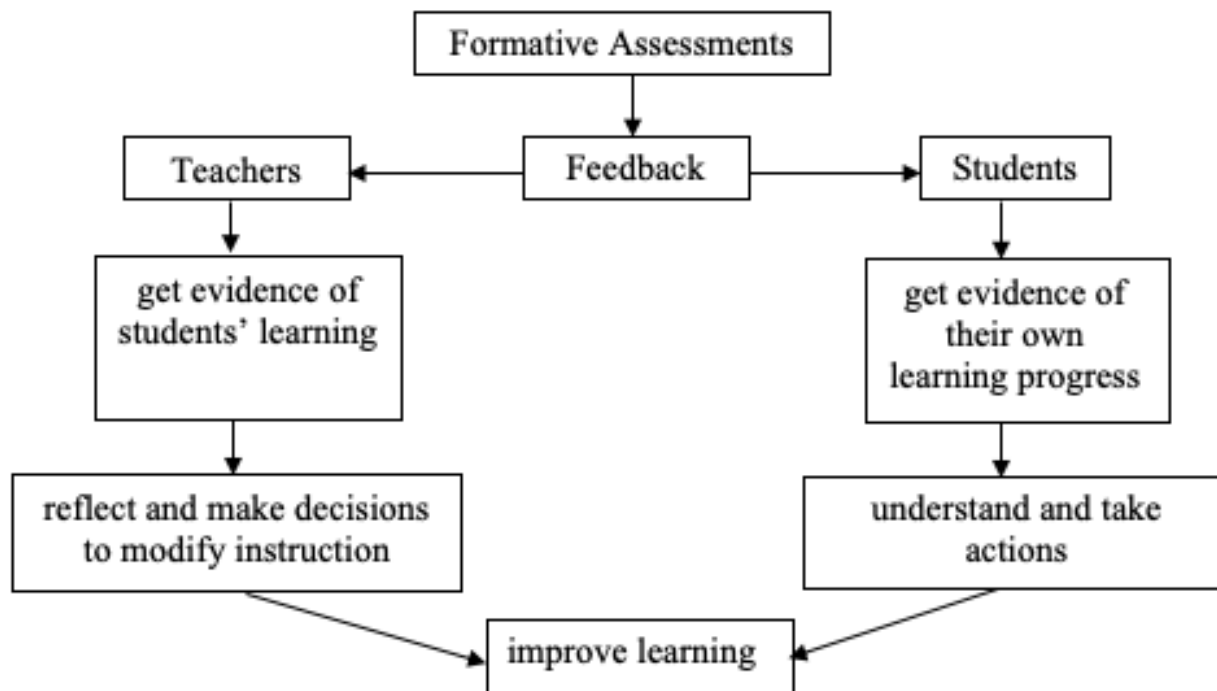 Formative Assessments
Teachers
Feedback
Students
get evidence of
students’ learning
get evidence of
their own
learning progress
reflect and make decisions
to modify instruction
understand and take
actions
improve learning